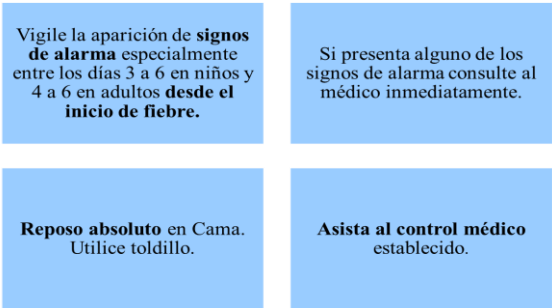 Vigile la aparición de signos
de alarma especialmente
entre los días 3 a 6 en niños y
4 a 6 en adultos desde el
inicio de fiebre.
Si presenta alguno de los
signos de alarma consulte al
médico inmediatamente.
Reposo absoluto en Cama.
Utilice toldillo.
Asista al control médico
establecido.